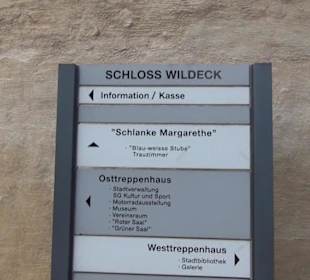 SCHLOSS WILDECK
Information / Kasse
"Schlanke Margarethe"
- "Blau-weisse Stube"
Trauzimmer
Osttreppenhaus
- Stadtverwaltung
- SG Kultur und Sport
- Motorradausstellung
- Museum
- Vereinsraum
- "Roter Saal"
- "Grüner Saal"
Westtreppenhaus
- Stadtbibliothek
- Galerie